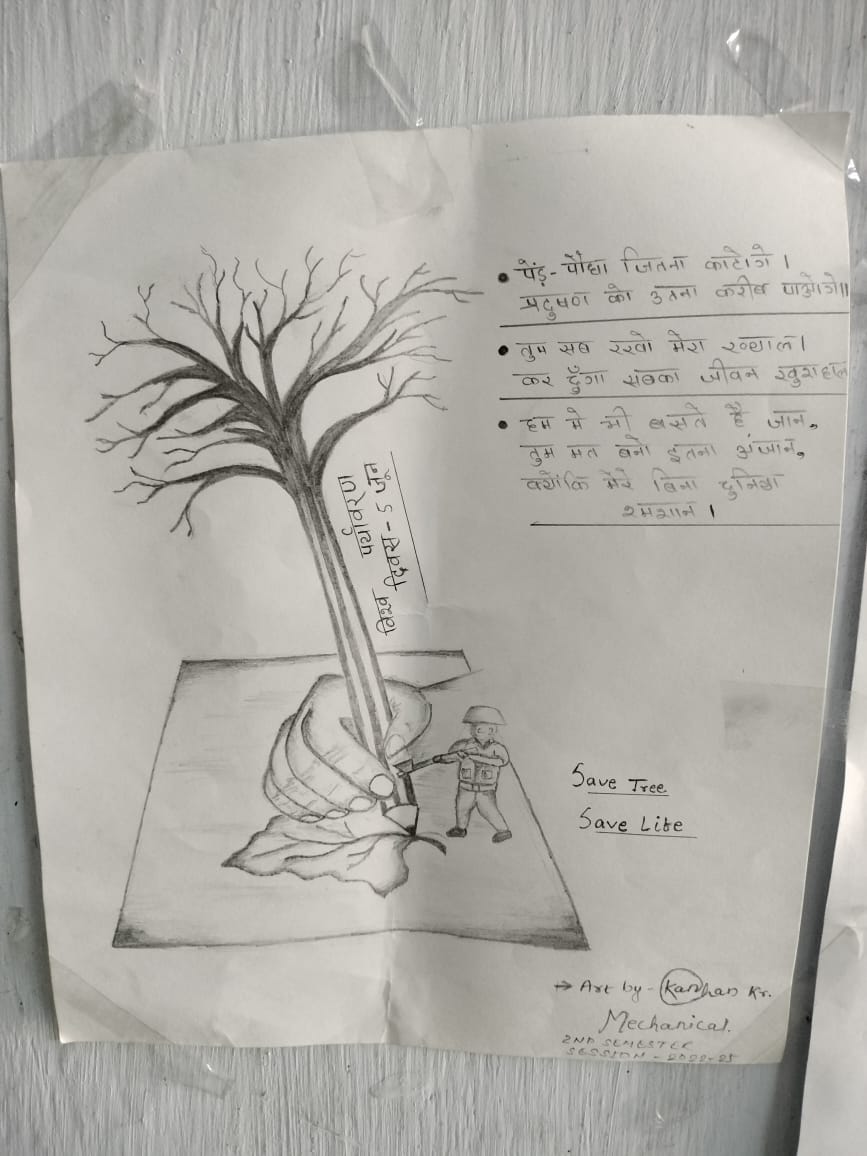 पेंड़ - पौधा जितना काटोगे ।
प्रदुषण को उतना करीब पाओगे॥
तुम सब रखो मेरा ख्याल।
कर दुँगा सबका जीवन खुशहाल
हम मे भी बसते है जान,
तुम मत बनो इतना अंजान,
क्योंकि मेरे बिना दुनिया
श्मशान ।
विश्व पर्यावरण
दिवस - 5 जून
Save Tree
Save Life
→ Art by - Kanhan Kr.
Mechanical.
2ND SEMESTER
SESSION - 2022-25